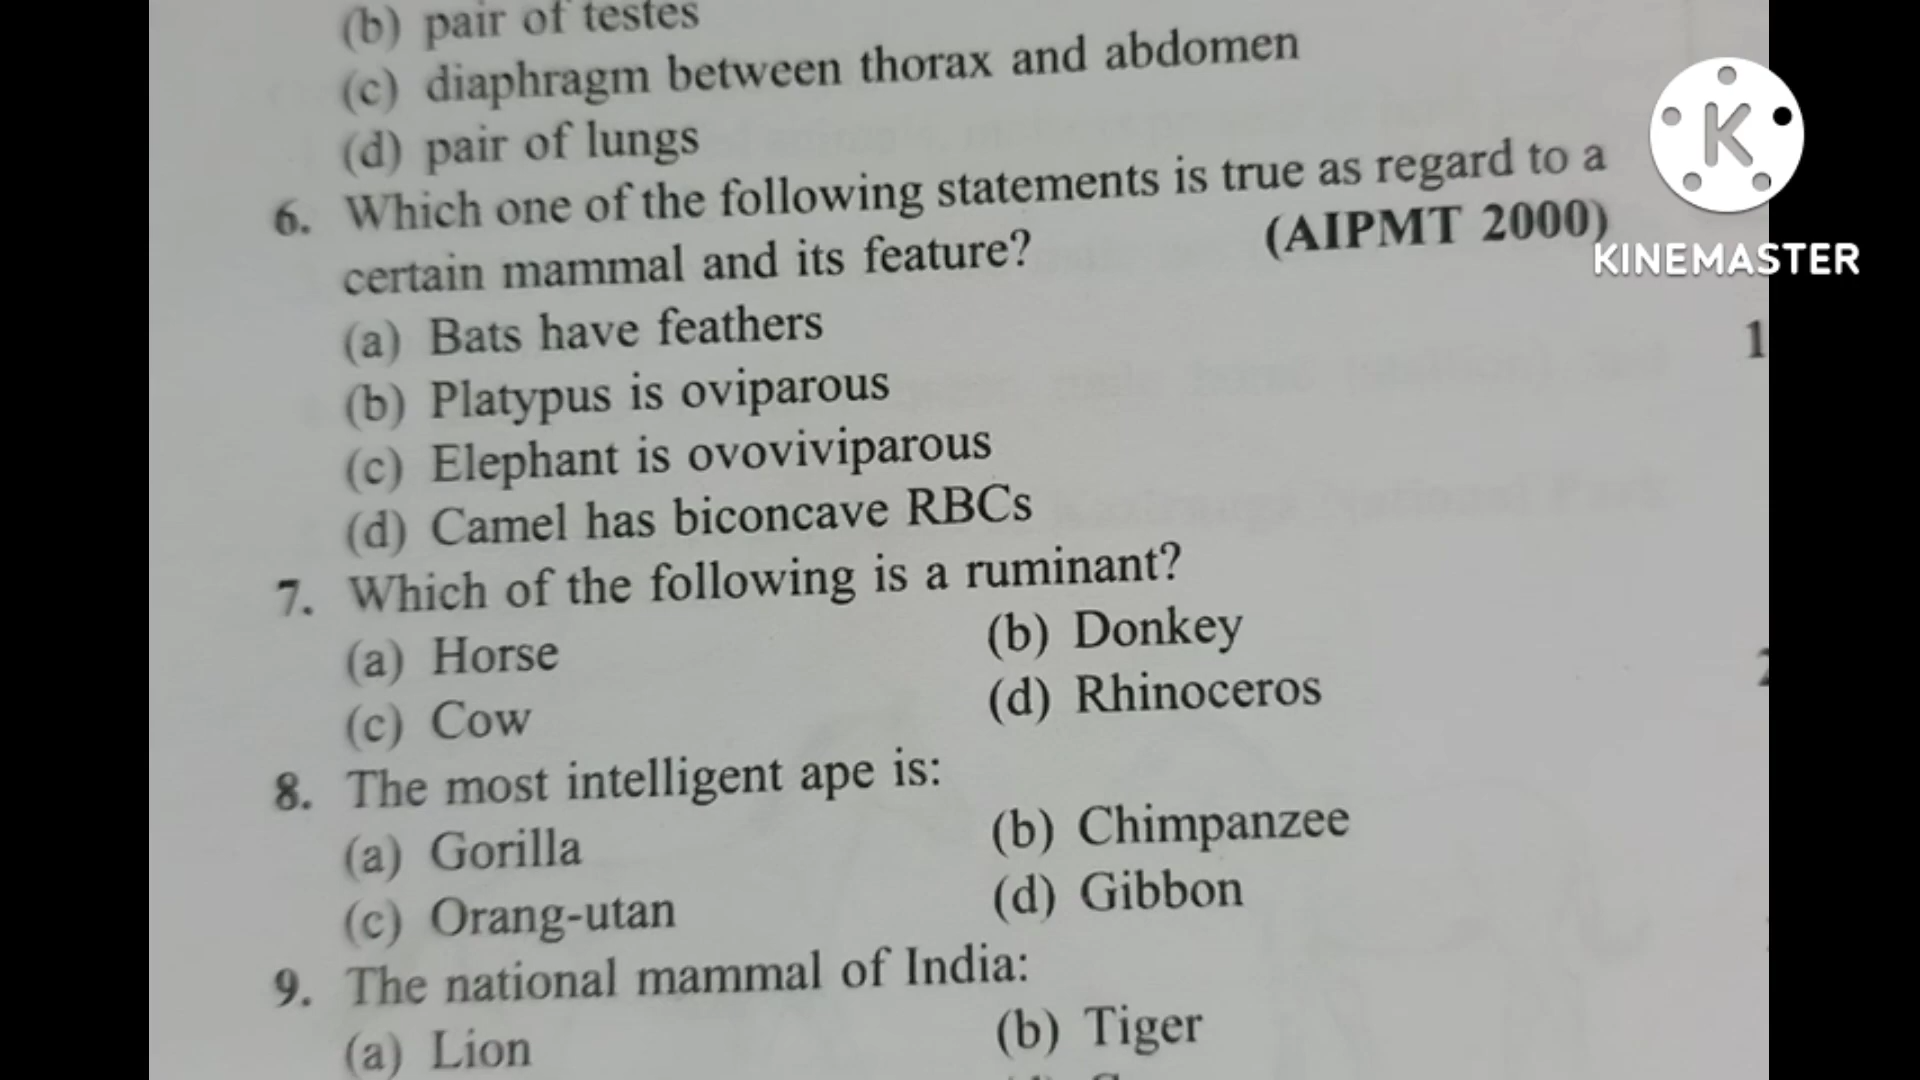 (b) pair of testes
(c) diaphragm between thorax and abdomen
(d) pair of lungs
6. Which one of the following statements is true as regard to a
certain mammal and its feature? (AIPMT 2000)
(a) Bats have feathers
(b) Platypus is oviparous
(c) Elephant is ovoviviparous
(d) Camel has biconcave RBCs
7. Which of the following is a ruminant?
(a) Horse (b) Donkey
(c) Cow (d) Rhinoceros
8. The most intelligent ape is:
(a) Gorilla (b) Chimpanzee
(c) Orang-utan (d) Gibbon
9. The national mammal of India:
(a) Lion (b) Tiger
K
KINEMASTER
1